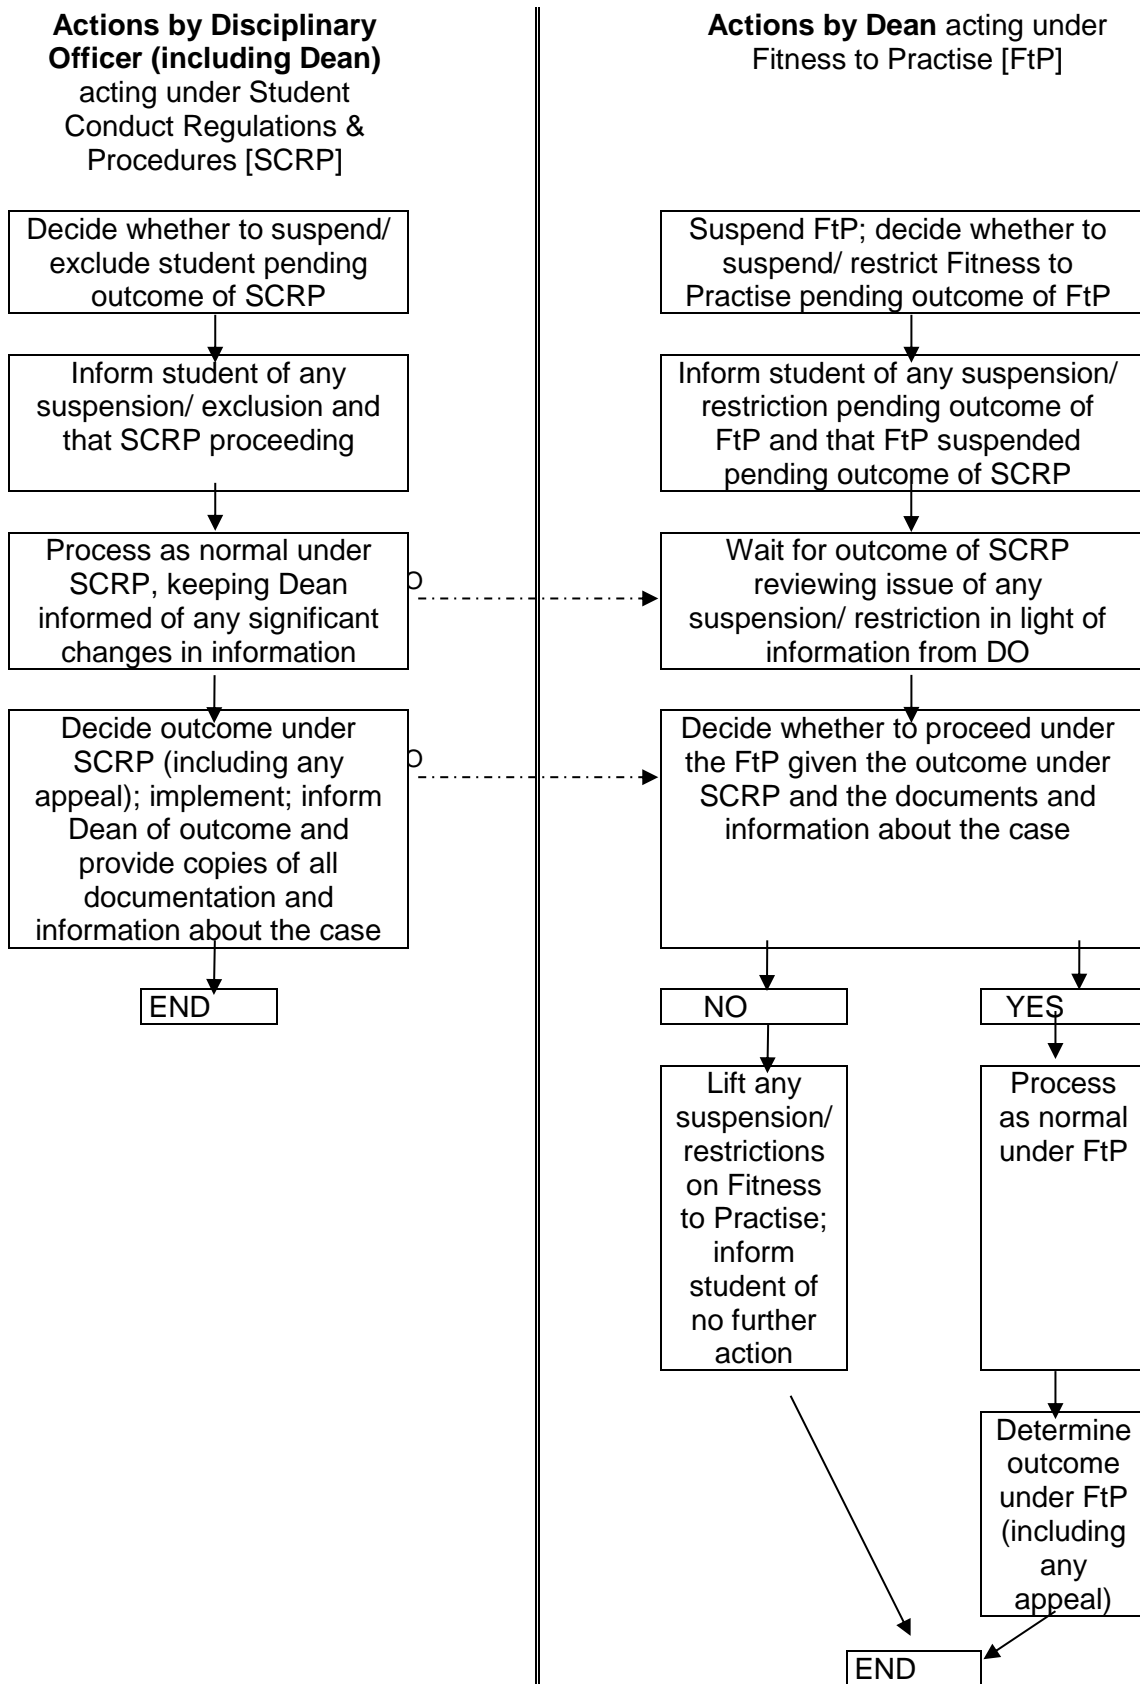 Actions by Disciplinary
Officer (including Dean)
acting under Student
Conduct Regulations &
Procedures [SCRP]
Decide whether to suspend/
exclude student pending
outcome of SCRP
Inform student of any
suspension/ exclusion and
that SCRP proceeding
Process as normal under
SCRP, keeping Dean
informed of any significant
changes in information
Decide outcome under
SCRP (including any
appeal); implement; inform
Dean of outcome and
provide copies of all
documentation and
information about the case
END
Actions by Dean acting under
Fitness to Practise [FtP]
Suspend FtP; decide whether to
suspend/ restrict Fitness to
Practise pending outcome of FtP
Inform student of any suspension/
restriction pending outcome of
FtP and that FtP suspended
pending outcome of SCRP
Wait for outcome of SCRP
reviewing issue of any
suspension/ restriction in light of
information from DO
Decide whether to proceed under
the FtP given the outcome under
SCRP and the documents and
information about the case
NO
Lift any
suspension/
restrictions
on Fitness
to Practise;
inform
student of
no further
action
YES
Process
as normal
under FtP
Determine
outcome
under FtP
(including
any
appeal)
END